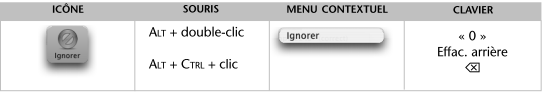 ICÔNE SOURIS MENU CONTEXTUEL CLAVIER
Ignorer
ALT + double-clic
ALT + CTRL + clic
Ignorer
« 0 »
Effac. arrière
⌫